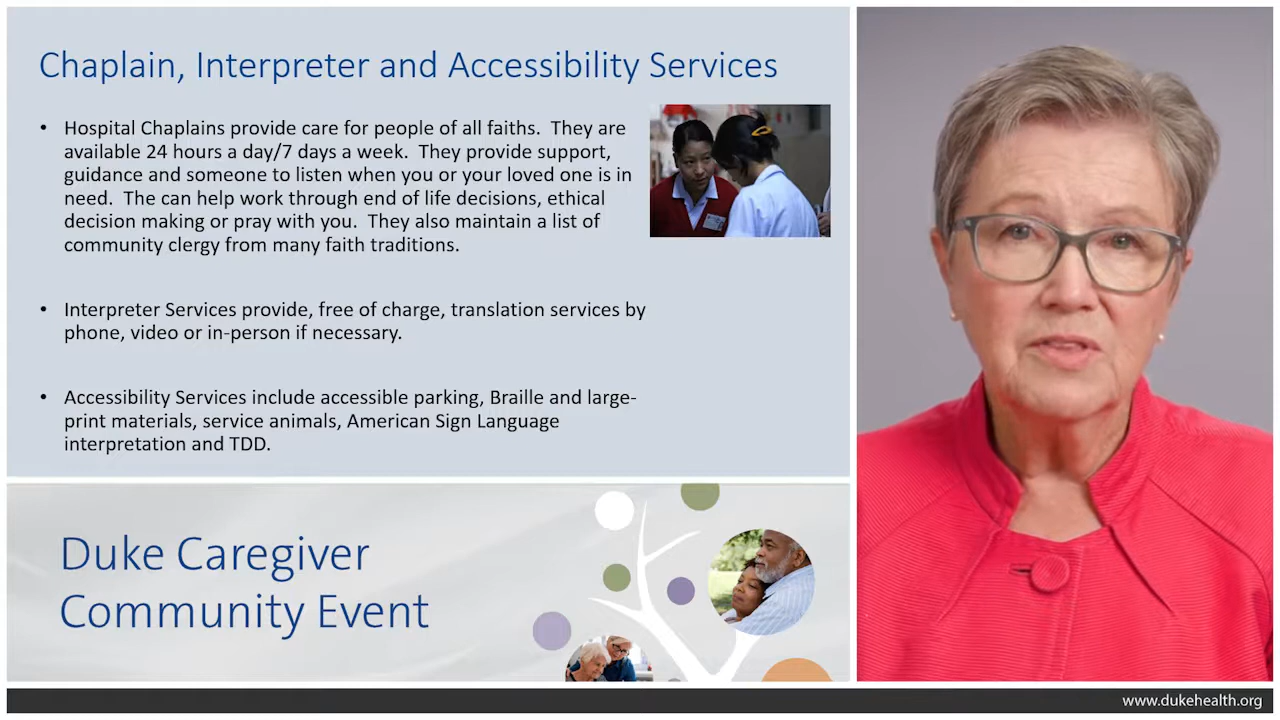 Chaplain, Interpreter and Accessibility Services
• Hospital Chaplains provide care for people of all faiths.  They are
available 24 hours a day/7 days a week.  They provide support,
guidance and someone to listen when you or your loved one is in
need.  The can help work through end of life decisions, ethical
decision making or pray with you.  They also maintain a list of
community clergy from many faith traditions.
• Interpreter Services provide, free of charge, translation services by
phone, video or in-person if necessary.
• Accessibility Services include accessible parking, Braille and large-
print materials, service animals, American Sign Language
interpretation and TDD.
Duke Caregiver
Community Event
www.dukehealth.org